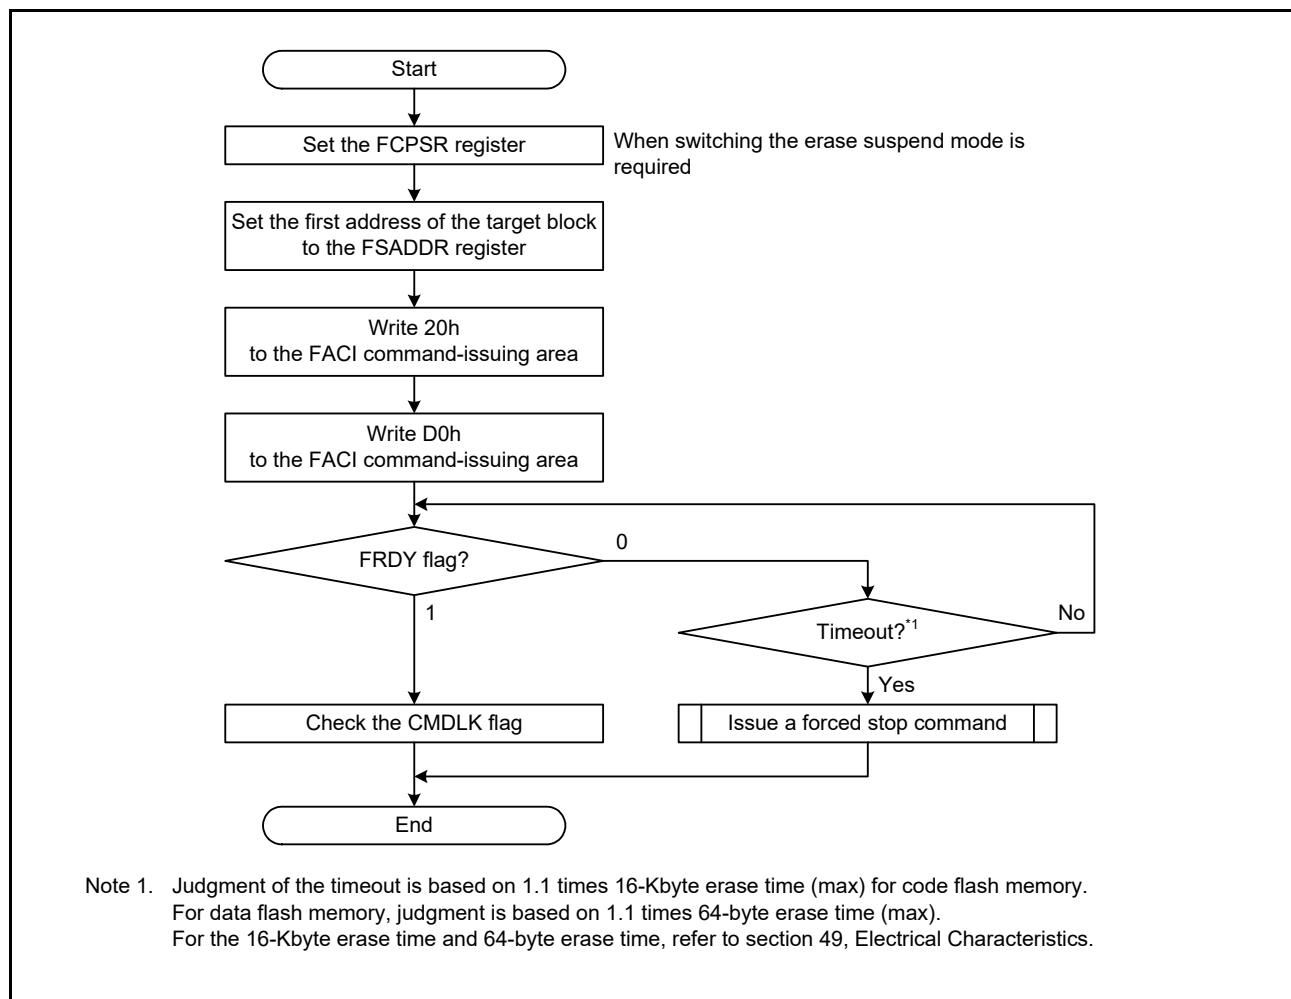 Start
Set the FCPSR register
When switching the erase suspend mode is
required
Set the first address of the target block
to the FSADDR register
Write 20h
to the FACI command-issuing area
Write D0h
to the FACI command-issuing area
FRDY flag?
0
1
Timeout?*1
No
Yes
Check the CMDLK flag
Issue a forced stop command
End
Note 1. Judgment of the timeout is based on 1.1 times 16-Kbyte erase time (max) for code flash memory.
For data flash memory, judgment is based on 1.1 times 64-byte erase time (max).
For the 16-Kbyte erase time and 64-byte erase time, refer to section 49, Electrical Characteristics.